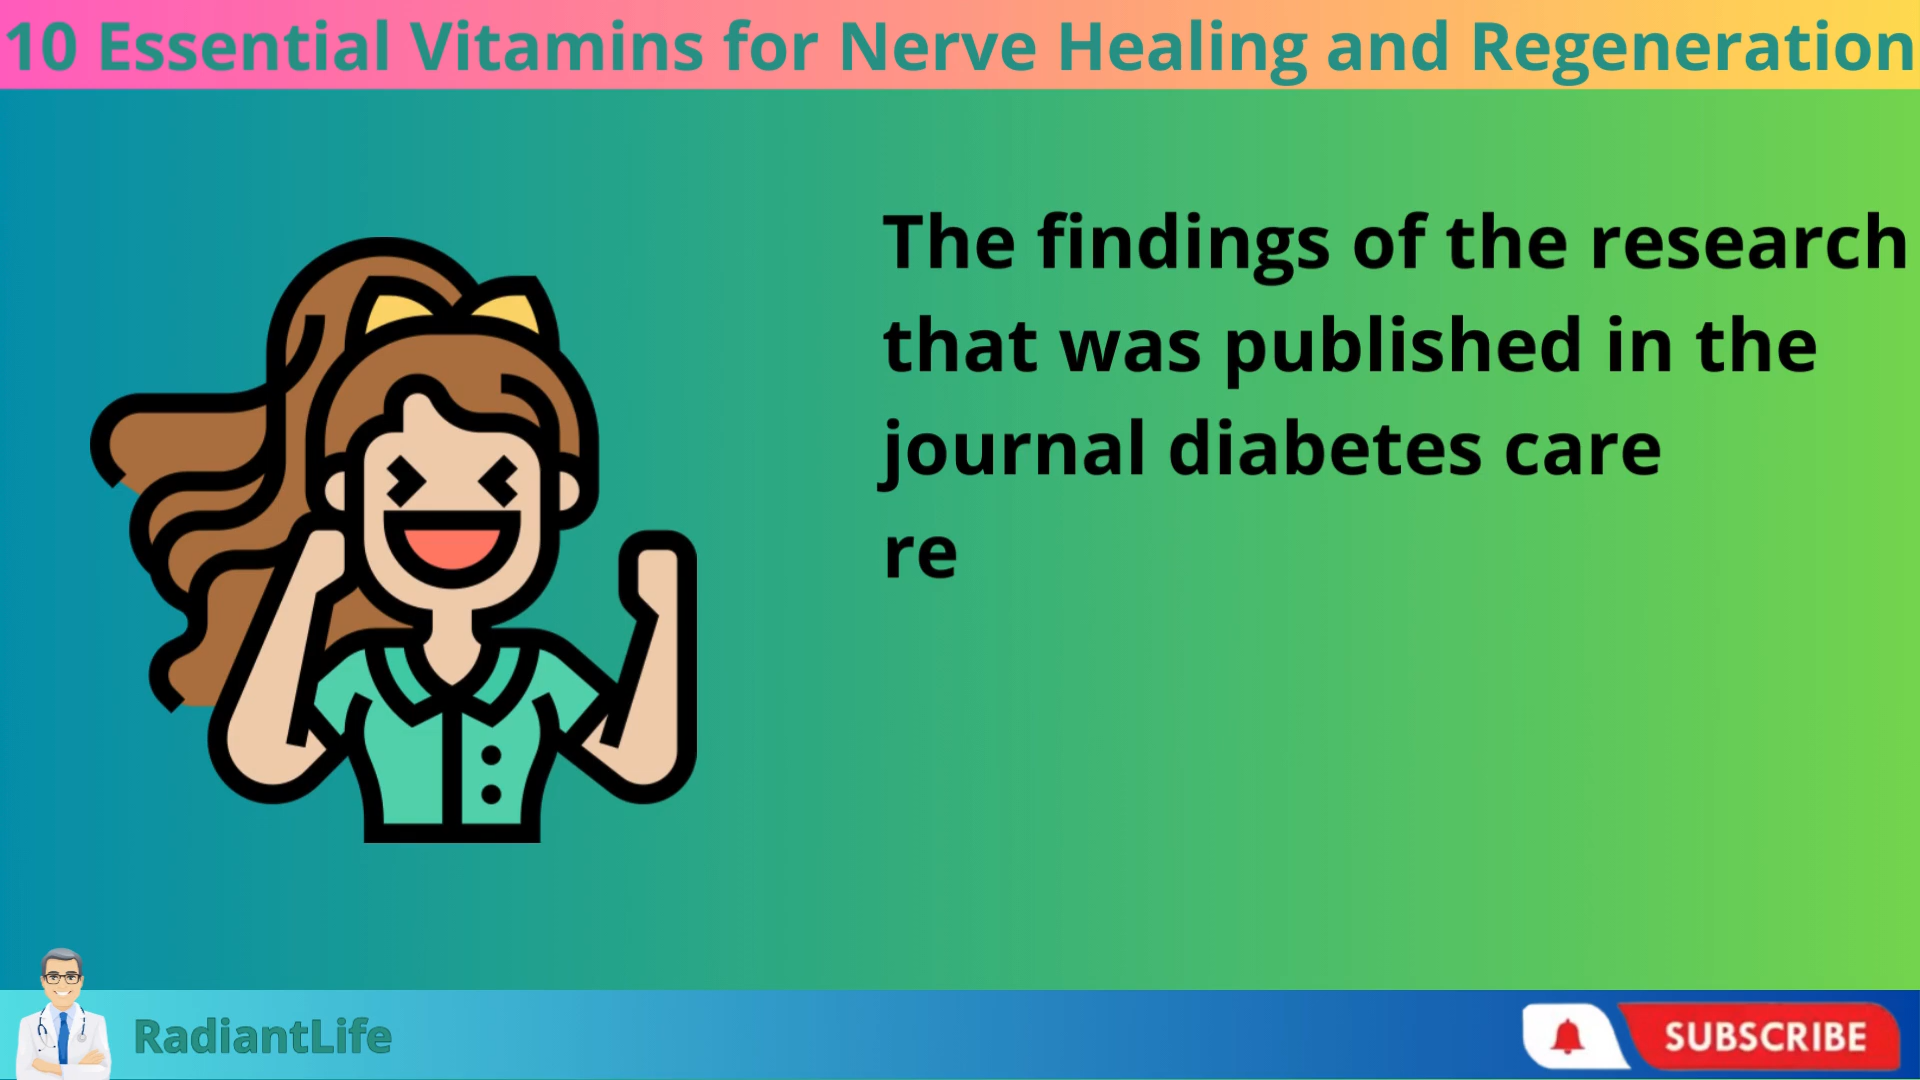 10 Essential Vitamins for Nerve Healing and Regeneration
The findings of the research
that was published in the
journal diabetes care
re
RadiantLife
SUBSCRIBE